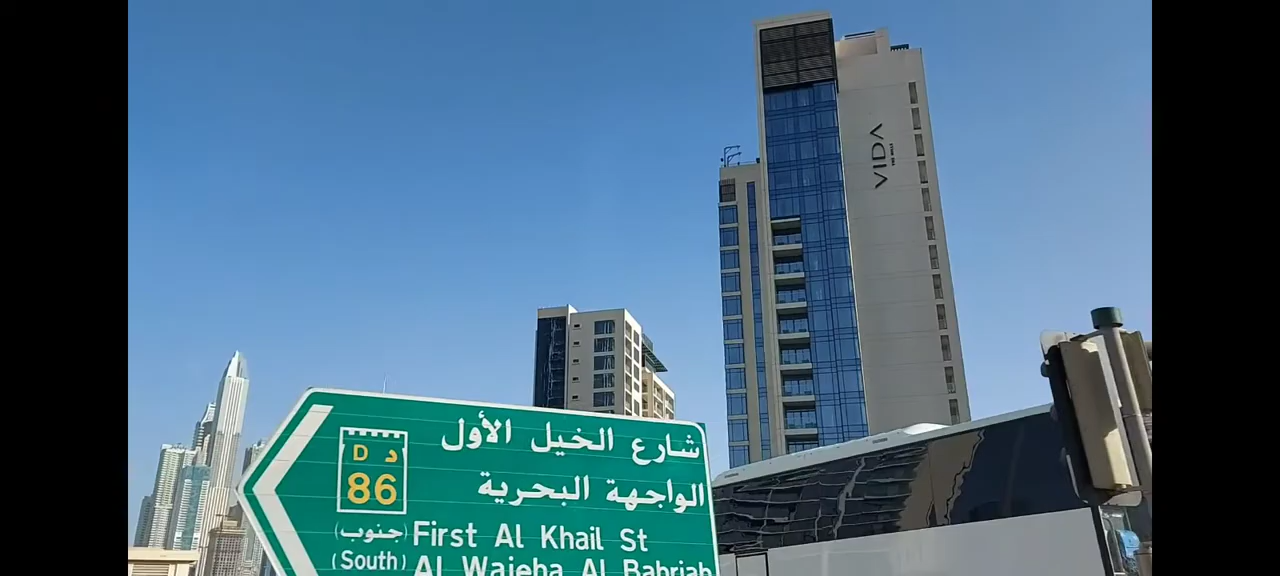 VIDA
شارع الخيل الأول
الواجهة البحرية
D د
86
(جنوب)
First Al Khail St
(South)
Al Wajeha Al Bahriah